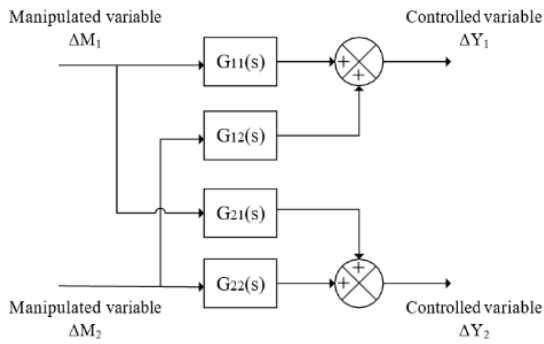 Manipulated variable
ΔM1
Controlled variable
ΔY1
G11(s)
+
+
G12(s)
G21(s)
+
+
G22(s)
Manipulated variable
ΔM2
Controlled variable
ΔY2